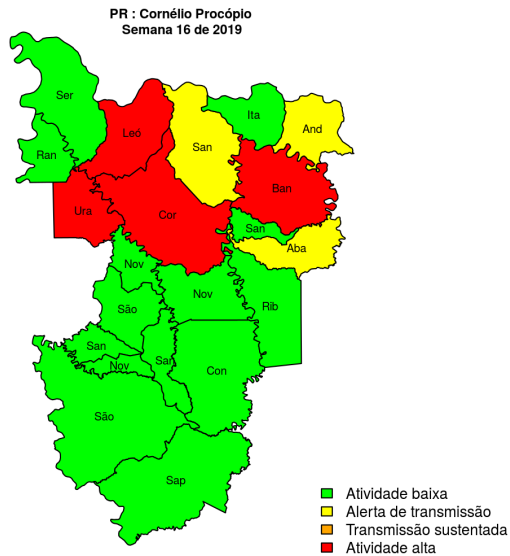 PR : Cornélio Procópio
Semana 16 de 2019
Ser
Ita
And
Leó
San
Ran
Ban
Ura
Cor
San
Aba
Nov
Nov
Rib
São
San
San
Nov
Con
São
Sap
Atividade baixa
Alerta de transmissão
Transmissão sustentada
Atividade alta